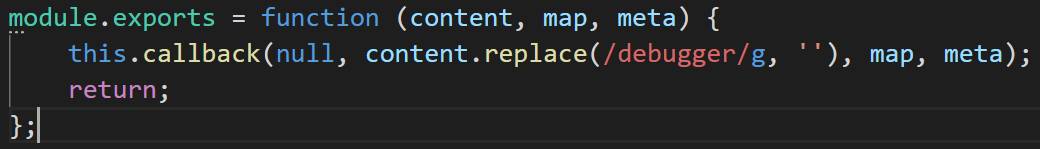 module.exports = function (content, map, meta) {
    this.callback(null, content.replace(/debugger/g, ''), map, meta);
    return;
};